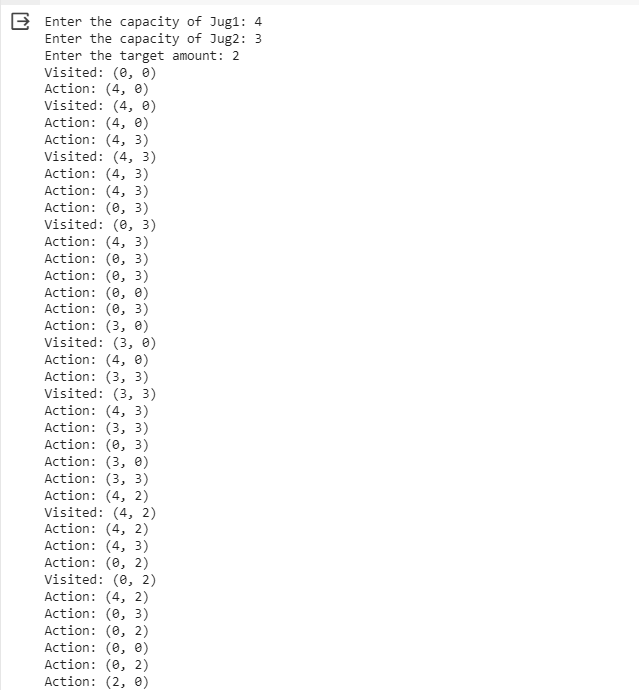 Enter the capacity of Jug1: 4
Enter the capacity of Jug2: 3
Enter the target amount: 2
Visited: (0, 0)
Action: (4, 0)
Visited: (4, 0)
Action: (4, 0)
Action: (4, 3)
Visited: (4, 3)
Action: (4, 3)
Action: (4, 3)
Action: (0, 3)
Visited: (0, 3)
Action: (4, 3)
Action: (0, 3)
Action: (0, 3)
Action: (0, 0)
Action: (0, 3)
Action: (3, 0)
Visited: (3, 0)
Action: (4, 0)
Action: (3, 3)
Visited: (3, 3)
Action: (4, 3)
Action: (3, 3)
Action: (0, 3)
Action: (3, 0)
Action: (3, 3)
Action: (4, 2)
Visited: (4, 2)
Action: (4, 2)
Action: (4, 3)
Action: (0, 2)
Visited: (0, 2)
Action: (4, 2)
Action: (0, 3)
Action: (0, 2)
Action: (0, 0)
Action: (0, 2)
Action: (2, 0)